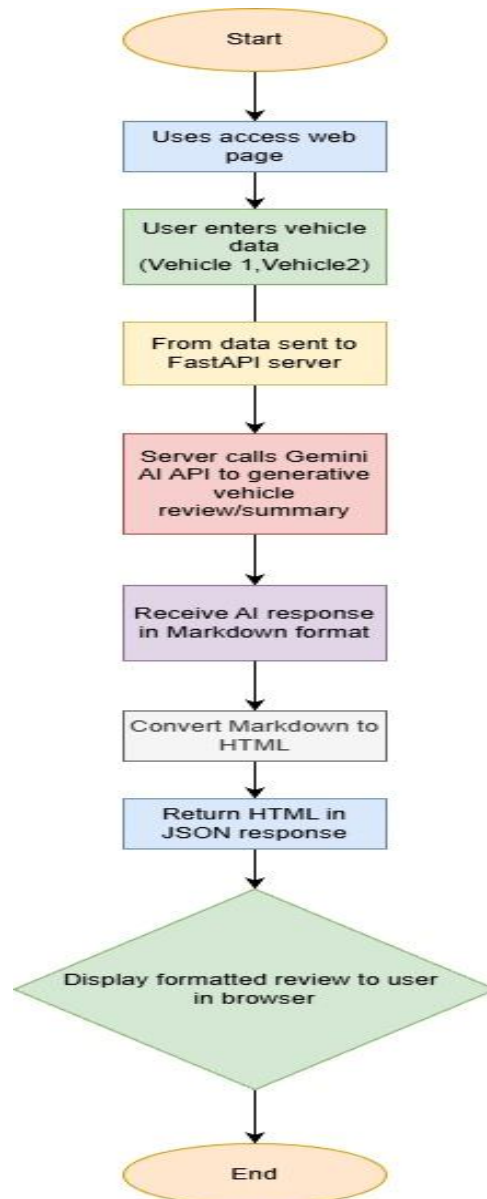 Start
Uses access web
page
User enters vehicle
data
(Vehicle 1,Vehicle2)
From data sent to
FastAPI server
Server calls Gemini
AI API to generative
vehicle
review/summary
Receive AI response
in Markdown format
Convert Markdown to
HTML
Return HTML in
JSON response
Display formatted review to user
in browser
End